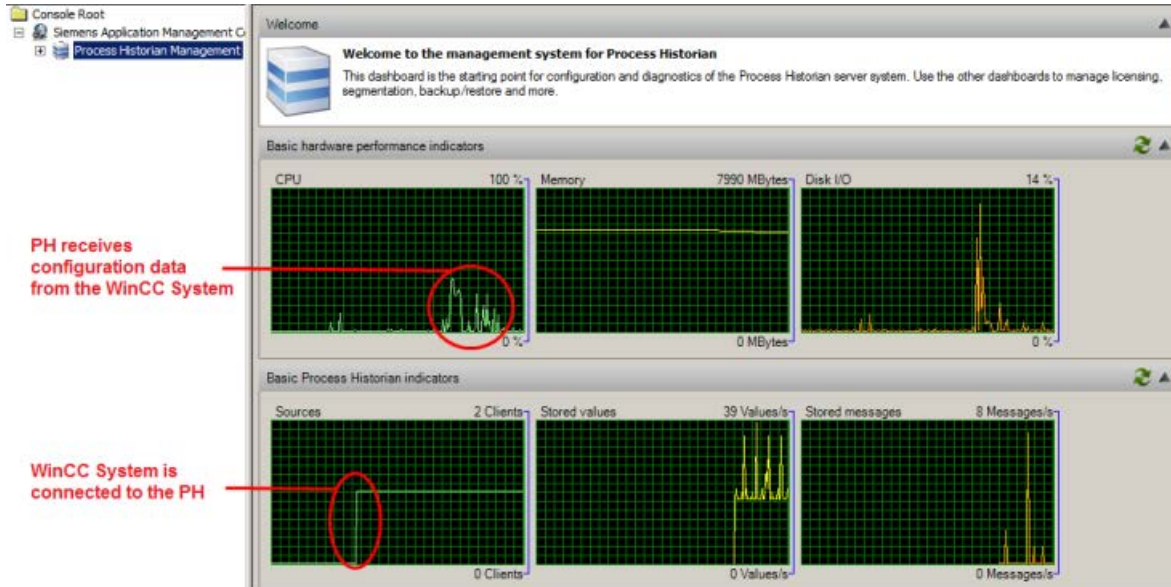 Console Root
Siemens Application Management C
Process Historian Management
Welcome
Welcome to the management system for Process Historian
This dashboard is the starting point for configuration and diagnostics of the Process Historian server system. Use the other dashboards to manage licensing,
segmentation, backup/restore and more.
Basic hardware performance indicators
CPU 100 % Memory 7990 MBytes Disk I/O 14 %
PH receives
configuration data
from the WinCC System
0 % 0 MBytes 0 %
Basic Process Historian indicators
Sources 2 Clients Stored values 39 Values/s Stored messages 8 Messages/s
WinCC System is
connected to the PH
0 Clients 0 Values/s 0 Messages/s